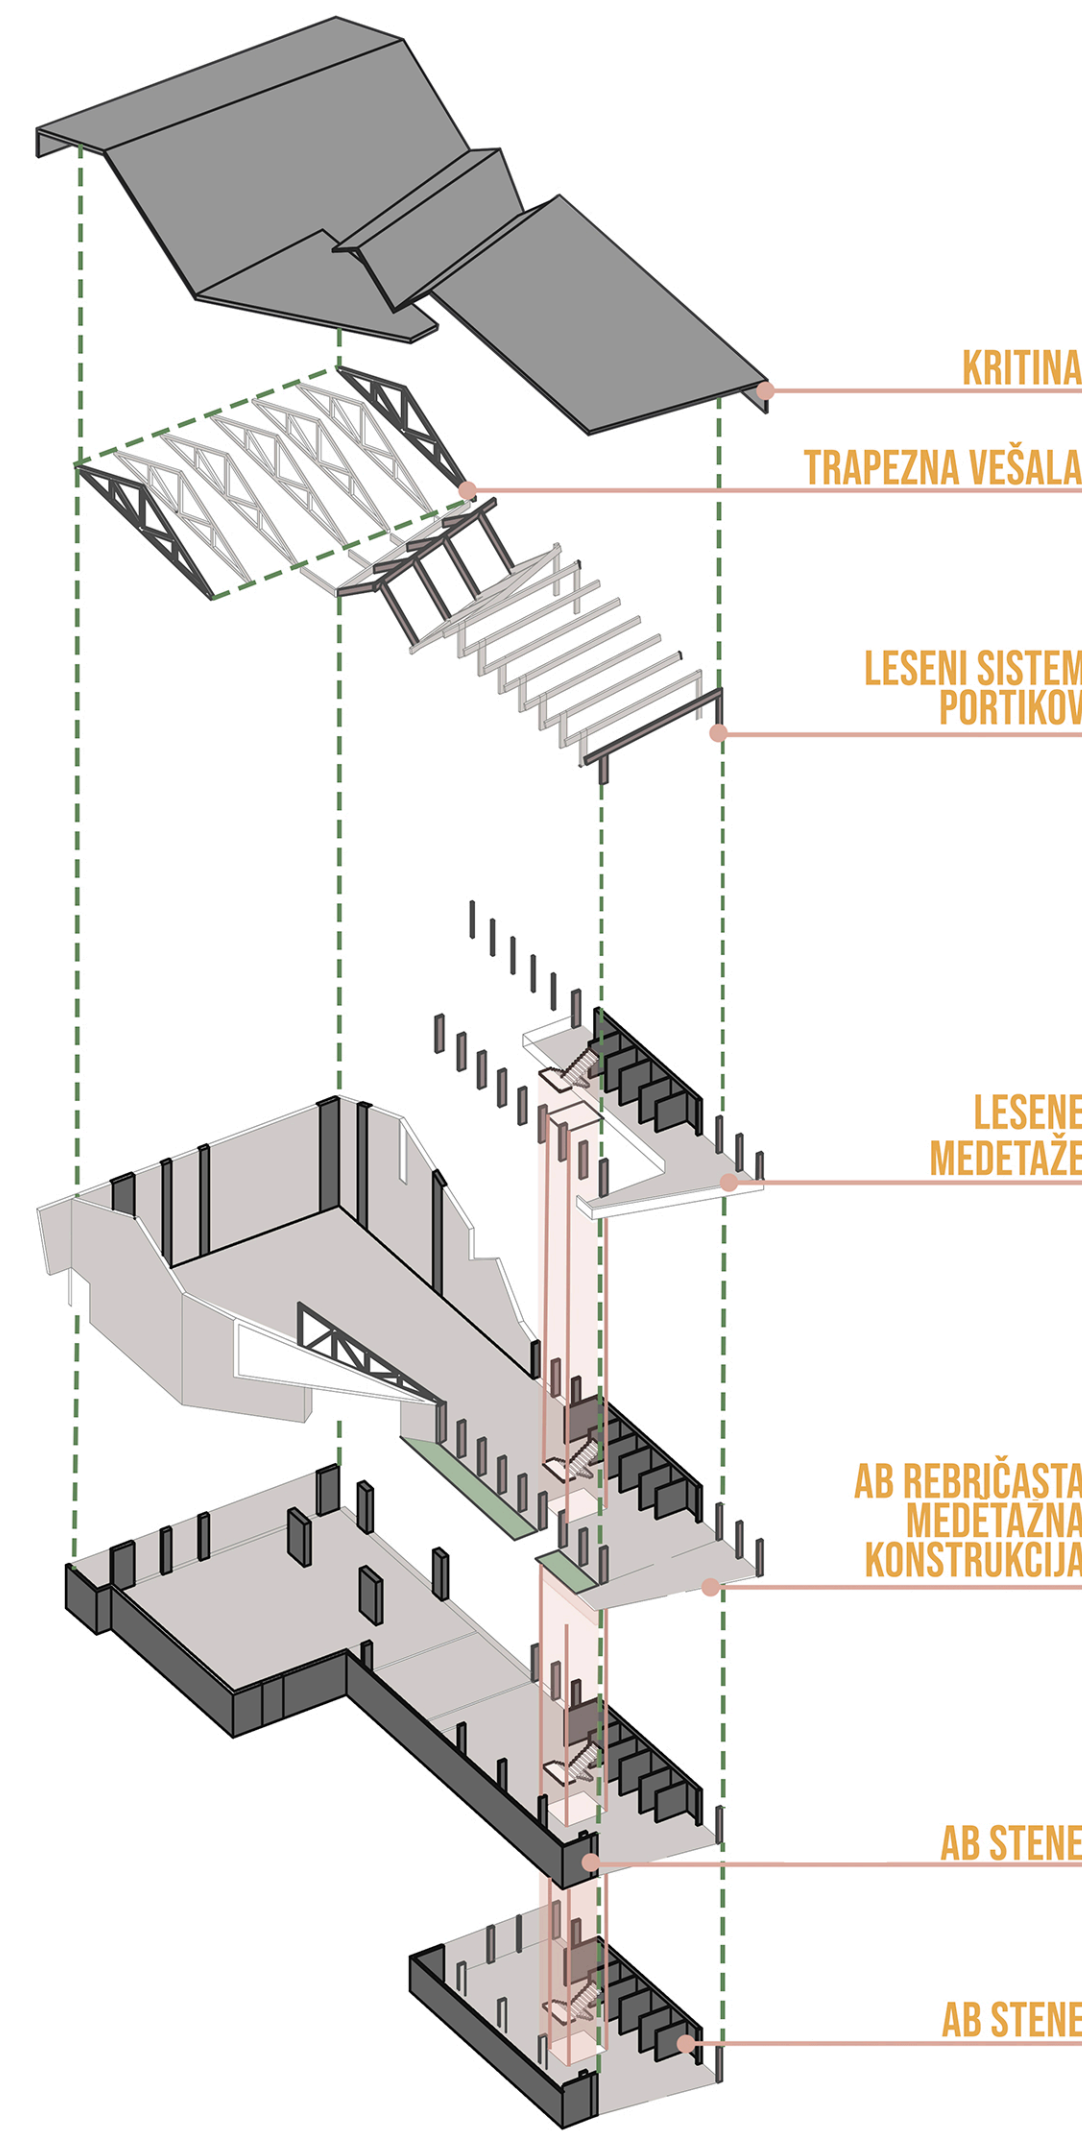 KRITINA
TRAPEZNA VEŠALA
LESENI SISTEM
PORTIKOV
LESENE
MEDETAŽE
AB REBRIČASTA
MEDETAŽNA
KONSTRUKCIJA
AB STENE
AB STENE